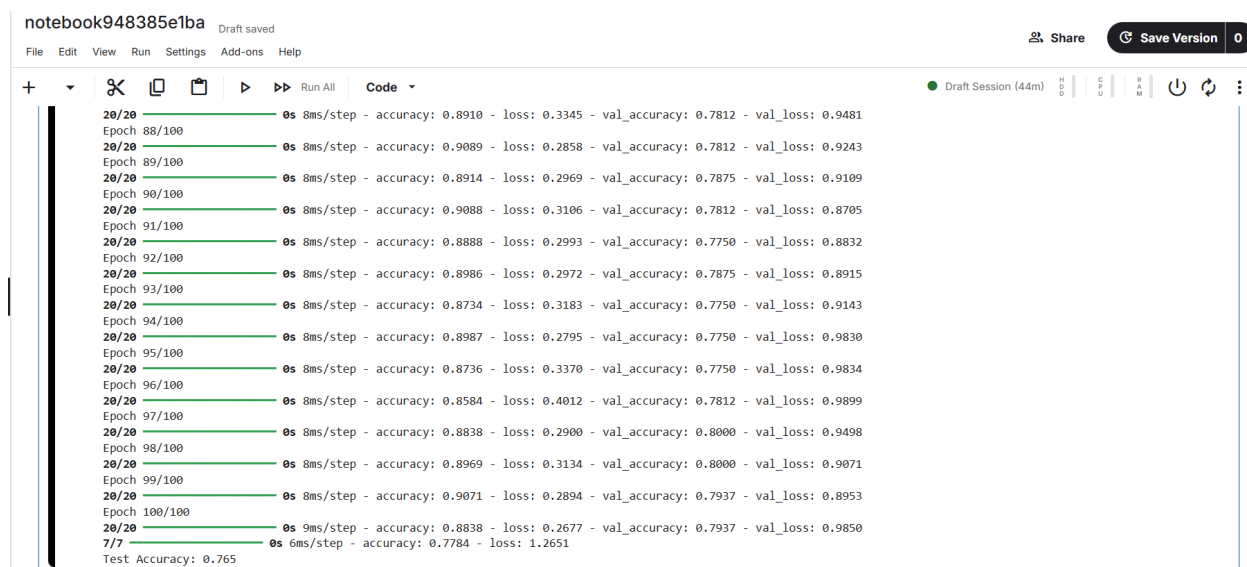 notebook948385e1ba Draft saved
File Edit View Run Settings Add-ons Help
Share
Save Version 0
Run All Code
Draft Session (44m) HDD CPU RAM
20/20 0s 8ms/step - accuracy: 0.8910 - loss: 0.3345 - val_accuracy: 0.7812 - val_loss: 0.9481
Epoch 88/100
20/20 0s 8ms/step - accuracy: 0.9089 - loss: 0.2858 - val_accuracy: 0.7812 - val_loss: 0.9243
Epoch 89/100
20/20 0s 8ms/step - accuracy: 0.8914 - loss: 0.2969 - val_accuracy: 0.7875 - val_loss: 0.9109
Epoch 90/100
20/20 0s 8ms/step - accuracy: 0.9088 - loss: 0.3106 - val_accuracy: 0.7812 - val_loss: 0.8705
Epoch 91/100
20/20 0s 8ms/step - accuracy: 0.8888 - loss: 0.2993 - val_accuracy: 0.7750 - val_loss: 0.8832
Epoch 92/100
20/20 0s 8ms/step - accuracy: 0.8986 - loss: 0.2972 - val_accuracy: 0.7875 - val_loss: 0.8915
Epoch 93/100
20/20 0s 8ms/step - accuracy: 0.8734 - loss: 0.3183 - val_accuracy: 0.7750 - val_loss: 0.9143
Epoch 94/100
20/20 0s 8ms/step - accuracy: 0.8987 - loss: 0.2795 - val_accuracy: 0.7750 - val_loss: 0.9830
Epoch 95/100
20/20 0s 8ms/step - accuracy: 0.8736 - loss: 0.3370 - val_accuracy: 0.7750 - val_loss: 0.9834
Epoch 96/100
20/20 0s 8ms/step - accuracy: 0.8584 - loss: 0.4012 - val_accuracy: 0.7812 - val_loss: 0.9899
Epoch 97/100
20/20 0s 8ms/step - accuracy: 0.8838 - loss: 0.2900 - val_accuracy: 0.8000 - val_loss: 0.9498
Epoch 98/100
20/20 0s 8ms/step - accuracy: 0.8969 - loss: 0.3134 - val_accuracy: 0.8000 - val_loss: 0.9071
Epoch 99/100
20/20 0s 8ms/step - accuracy: 0.9071 - loss: 0.2894 - val_accuracy: 0.7937 - val_loss: 0.8953
Epoch 100/100
20/20 0s 9ms/step - accuracy: 0.8838 - loss: 0.2677 - val_accuracy: 0.7937 - val_loss: 0.9850
7/7 0s 6ms/step - accuracy: 0.7784 - loss: 1.2651
Test Accuracy: 0.765